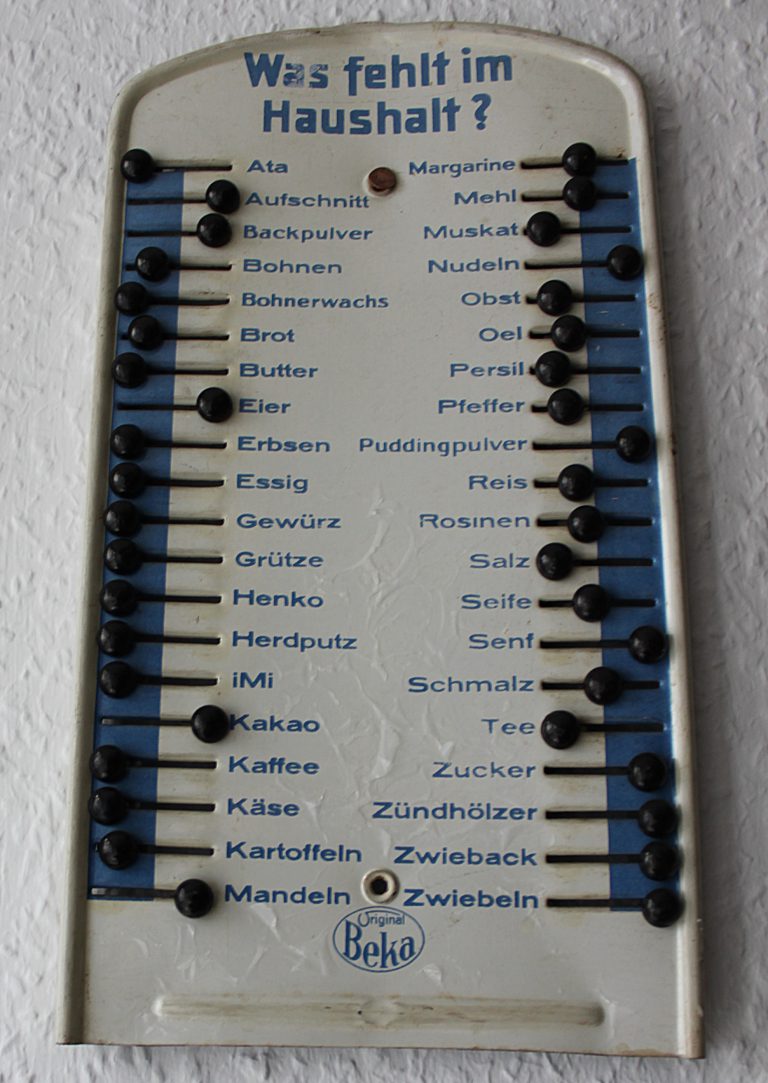 Was fehlt im
Haushalt?
Ata
Aufschnitt
Backpulver
Bohnen
Bohnerwachs
Brot
Butter
Eier
Erbsen
Essig
Gewürz
Grütze
Henko
Herdputz
iMi
Kakao
Kaffee
Käse
Kartoffeln
Mandeln
Margarine
Mehl
Muskat
Nudeln
Obst
Oel
Persil
Pfeffer
Puddingpulver
Reis
Rosinen
Salz
Seife
Senf
Schmalz
Tee
Zucker
Zündhölzer
Zwieback
Zwiebeln
Original
Beka